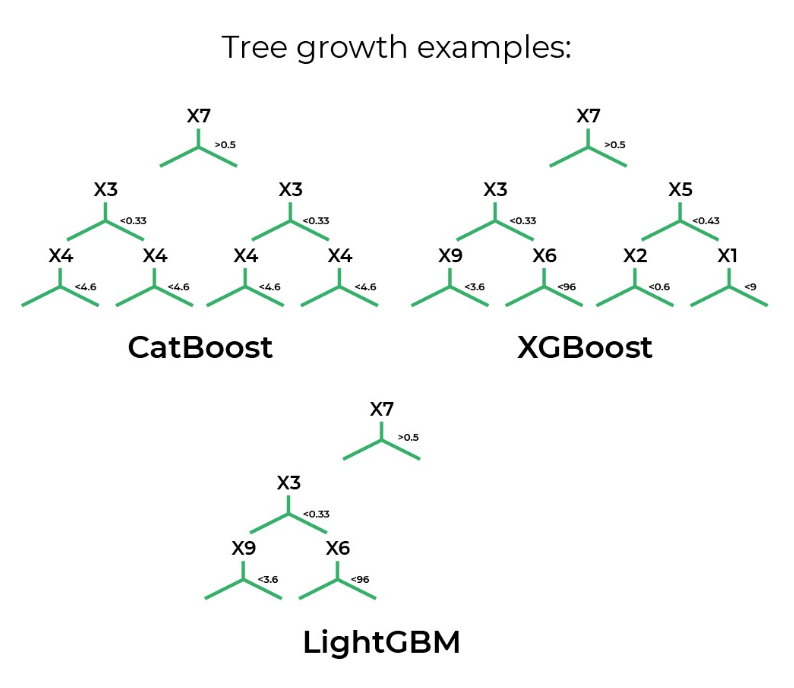 Tree growth examples:
X7 X7
>0.5 >0.5
X3 X3 X3 X5
<0.33 <0.33 <0.33 <0.43
X4 X4 X4 X4 X9 X6 X2 X1
<4.6 <4.6 <4.6 <4.6 <3.6 <96 <0.6 <9
CatBoost XGBoost
X7
>0.5
X3
<0.33
X9 X6
<3.6 <96
LightGBM